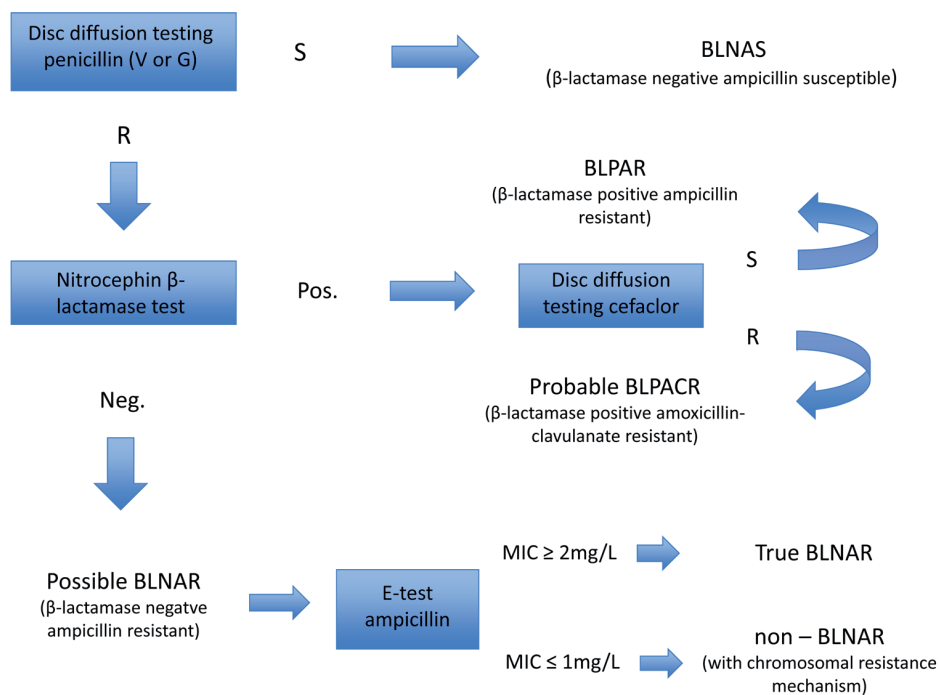 Disc diffusion testing
penicillin (V or G)
S
BLNAS
(β-lactamase negative ampicillin susceptible)
R
BLPAR
(β-lactamase positive ampicillin
resistant)
S
Nitrocephin β-
lactamase test
Pos.
Disc diffusion
testing cefaclor
R
Probable BLPACR
(β-lactamase positive amoxicillin-
clavulanate resistant)
Neg.
Possible BLNAR
(β-lactamase negatve
ampicillin resistant)
E-test
ampicillin
MIC ≥ 2mg/L
True BLNAR
MIC ≤ 1mg/L
non – BLNAR
(with chromosomal resistance
mechanism)